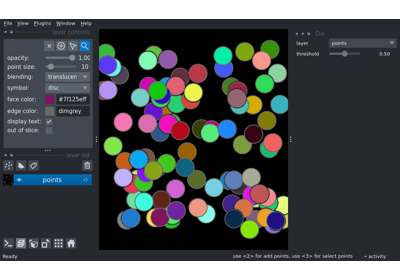 File View Plugins Window Help
layer controls
opacity: 1.00
point size: 10
blending: translucen
symbol: disc
face color: #7f125eff
edge color: dimgrey
display text:
out of slice:
layer list
points
layer points
threshold 0.50
Ready
use <2> for add points, use <3> for select points
activity